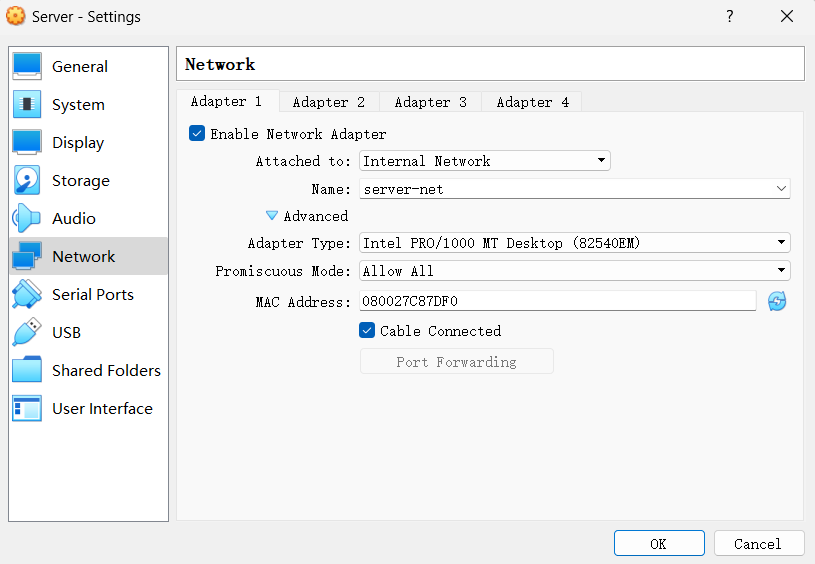 Server - Settings ?
General
System
Display
Storage
Audio
Network
Serial Ports
USB
Shared Folders
User Interface
Network
Adapter 1 Adapter 2 Adapter 3 Adapter 4
Enable Network Adapter
Attached to: Internal Network
Name: server-net
Advanced
Adapter Type: Intel PRO/1000 MT Desktop (82540EM)
Promiscuous Mode: Allow All
MAC Address: 080027C87DF0
Cable Connected
Port Forwarding
OK Cancel